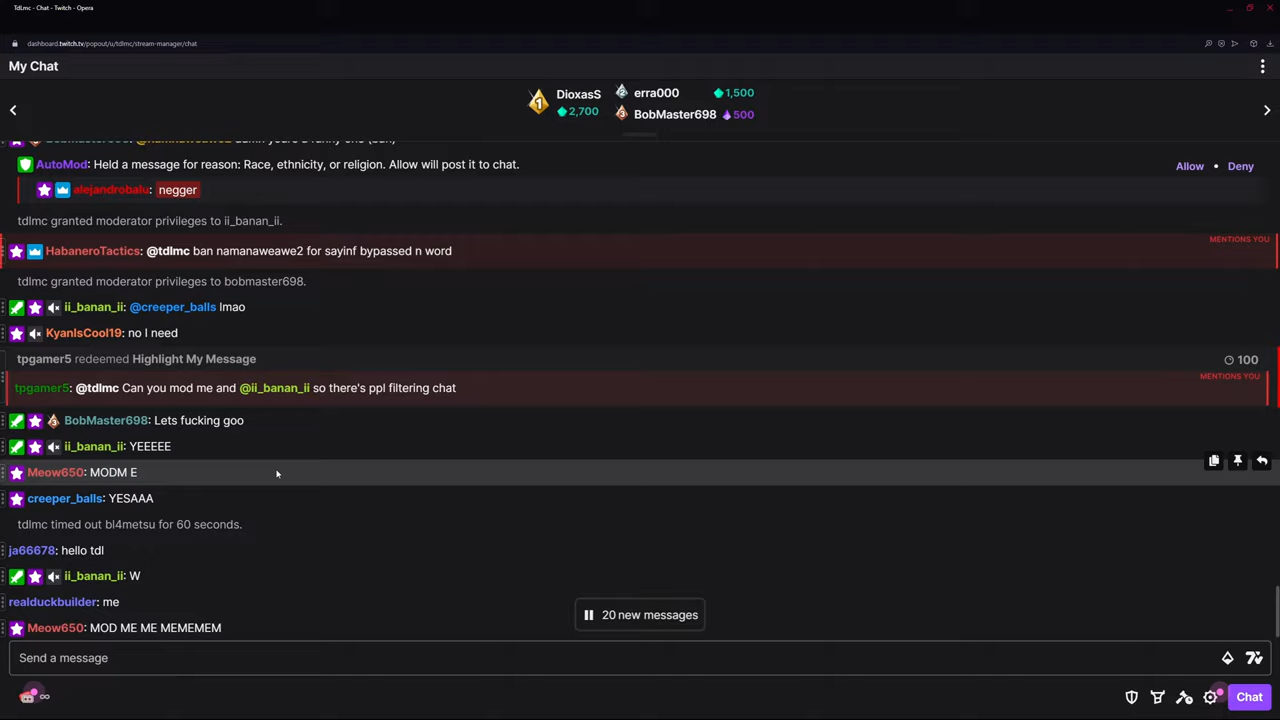 TdLmc - Chat - Twitch - Opera
dashboard.twitch.tv/popout/u/tdlmc/stream-manager/chat
My Chat
1 DioxasS 2,700
2 erra000 1,500
3 BobMaster698 500
AutoMod: Held a message for reason: Race, ethnicity, or religion. Allow will post it to chat.
Allow • Deny
alejandrobalu: negger
tdlmc granted moderator privileges to ii_banan_ii.
MENTIONS YOU
HabaneroTactics: @tdlmc ban namanaweawe2 for sayinf bypassed n word
tdlmc granted moderator privileges to bobmaster698.
ii_banan_ii: @creeper_balls lmao
KyanIsCool19: no I need
tpgamer5 redeemed Highlight My Message 100
MENTIONS YOU
tpgamer5: @tdlmc Can you mod me and @ii_banan_ii so there's ppl filtering chat
3 BobMaster698: Lets fucking goo
ii_banan_ii: YEEEEE
Meow650: MODM E
creeper_balls: YESAAA
tdlmc timed out bl4metsu for 60 seconds.
ja66678: hello tdl
ii_banan_ii: W
realduckbuilder: me
20 new messages
Meow650: MOD ME ME MEMEMEM
Send a message
Chat